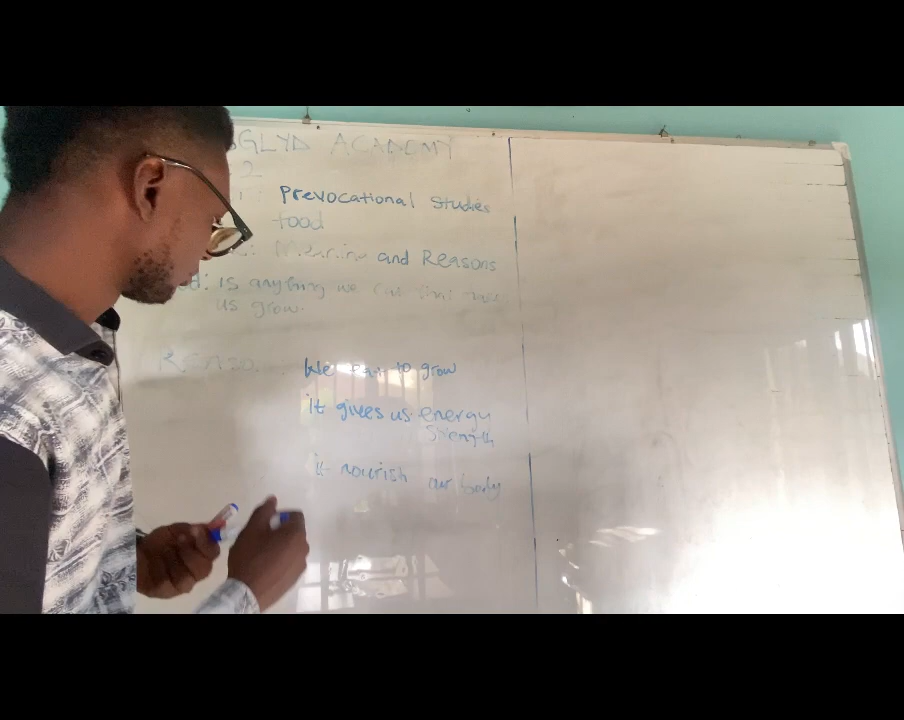 GLYD ACADEMY
2
Prevocational Studies
food
Meaning and Reasons
is anything we can
us grow.
REASON
We eat to grow
It gives us energy
Strength
it nourish our body